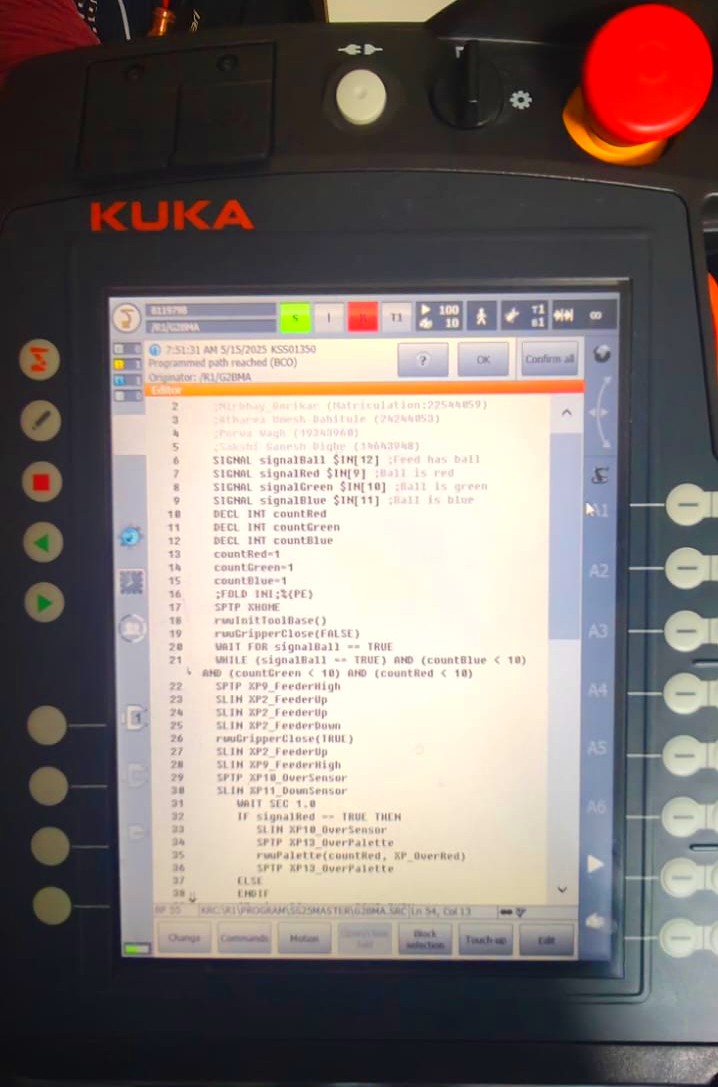 KUKA
R119798
/R1/G2BMA
S I R T1 100 10 71 61 ∞
7:51:31 AM 5/15/2025 KSS01350
Programmed path reached (BCO)
Originator: /R1/G2BMA
? OK Confirm all
Editor
2 (Matriculation:22544059)
3 ;Atharva Umesh Dahitule (24244053)
4 ;Purva Wagh (19343968)
5 ;Sakshi Ganesh Dighe (14643948)
6 SIGNAL signalBall $IN[12] ;Feed has ball
7 SIGNAL signalRed $IN[9] ;Ball is red
8 SIGNAL signalGreen $IN[10] ;Ball is green
9 SIGNAL signalBlue $IN[11] ;Ball is blue
10 DECL INT countRed
11 DECL INT countGreen
12 DECL INT countBlue
13 countRed=1
14 countGreen=1
15 countBlue=1
16 ;FOLD INI;%{PE}
17 SPTP XHOME
18 rwuInitToolBase()
19 rwuGripperClose(FALSE)
20 WAIT FOR signalBall == TRUE
21 WHILE (signalBall == TRUE) AND (countBlue < 10)
AND (countGreen < 10) AND (countRed < 10)
22 SPTP XP9_FeederHigh
23 SLIN XP2_FeederUp
24 SLIN XP2_FeederUp
25 SLIN XP2_FeederDown
26 rwuGripperClose(TRUE)
27 SLIN XP2_FeederUp
28 SLIN XP9_FeederHigh
29 SPTP XP10_OverSensor
30 SLIN XP11_DownSensor
31 WAIT SEC 1.0
32 IF signalRed == TRUE THEN
33 SLIN XP10_OverSensor
34 SPTP XP13_OverPalette
35 rwuPalette(countRed, XP_OverRed)
36 SPTP XP13_OverPalette
37 ELSE
38 ENDIF
A1
A2
A3
A4
A5
A6
KRC:\R1\PROGRAM\SS25MASTER\G2BMA.SRC Ln 54, Col 13
Change Commands Motion Block selection Touch-up Edit